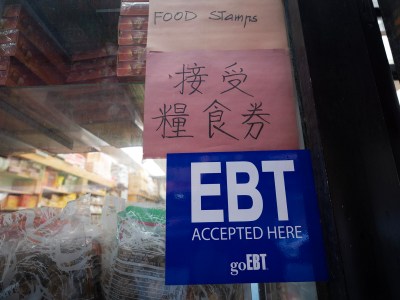 FOOD Stamps
接受
糧食券
EBT
ACCEPTED HERE
goEBT